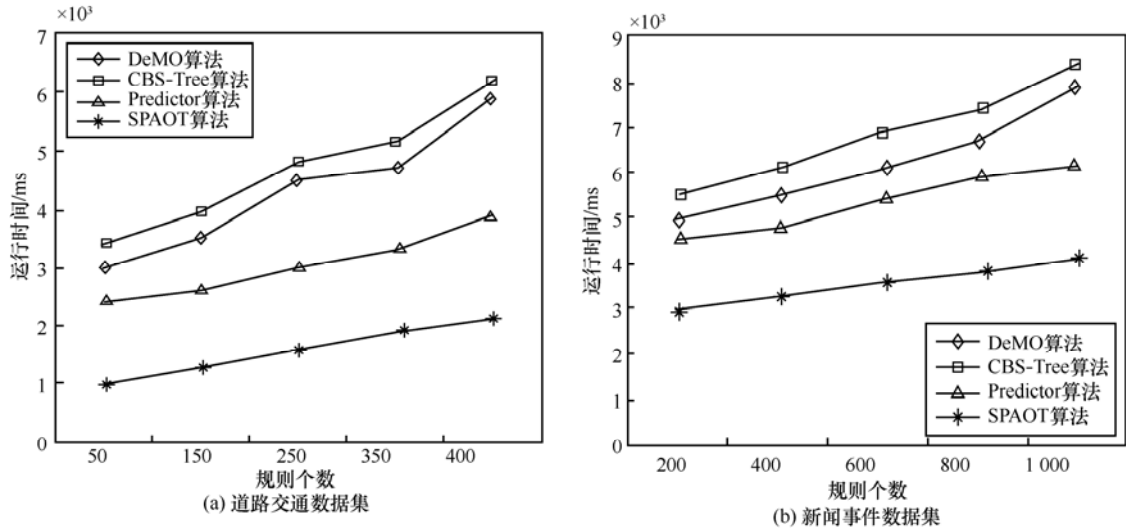 ×10³
7
6
5
4
3
2
1
0
运行时间/ms
DeMO算法
CBS-Tree算法
Predictor算法
SPAOT算法
50 150 250 350 400
规则个数
(a) 道路交通数据集
×10³
9
8
7
6
5
4
3
2
1
0
运行时间/ms
DeMO算法
CBS-Tree算法
Predictor算法
SPAOT算法
200 400 600 800 1 000
规则个数
(b) 新闻事件数据集